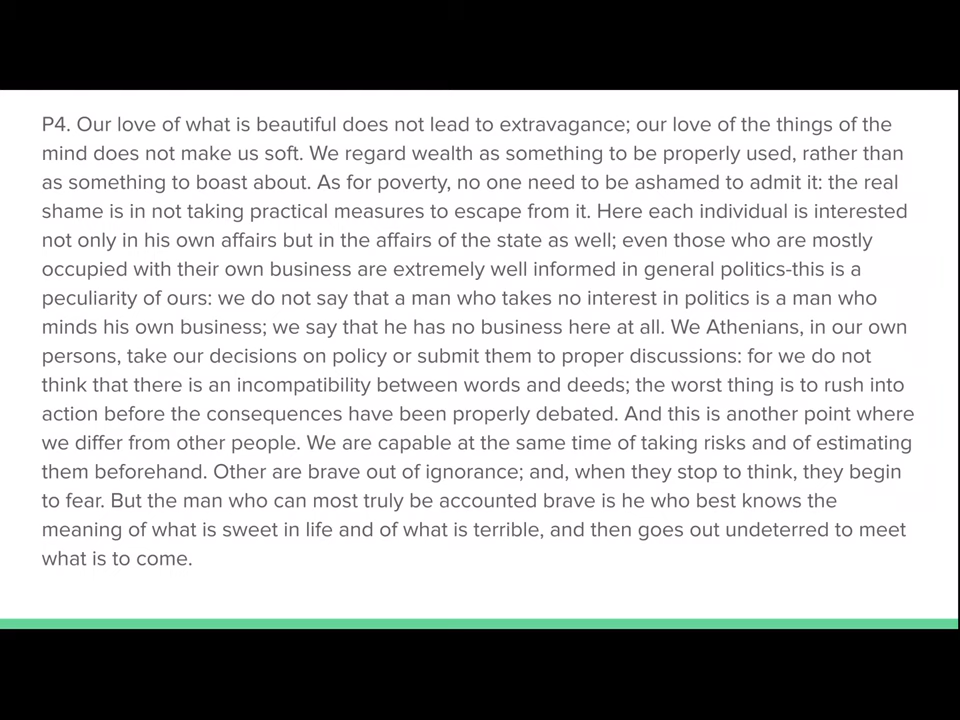 P4. Our love of what is beautiful does not lead to extravagance; our love of the things of the
mind does not make us soft. We regard wealth as something to be properly used, rather than
as something to boast about. As for poverty, no one need to be ashamed to admit it: the real
shame is in not taking practical measures to escape from it. Here each individual is interested
not only in his own affairs but in the affairs of the state as well; even those who are mostly
occupied with their own business are extremely well informed in general politics-this is a
peculiarity of ours: we do not say that a man who takes no interest in politics is a man who
minds his own business; we say that he has no business here at all. We Athenians, in our own
persons, take our decisions on policy or submit them to proper discussions: for we do not
think that there is an incompatibility between words and deeds; the worst thing is to rush into
action before the consequences have been properly debated. And this is another point where
we differ from other people. We are capable at the same time of taking risks and of estimating
them beforehand. Other are brave out of ignorance; and, when they stop to think, they begin
to fear. But the man who can most truly be accounted brave is he who best knows the
meaning of what is sweet in life and of what is terrible, and then goes out undeterred to meet
what is to come.